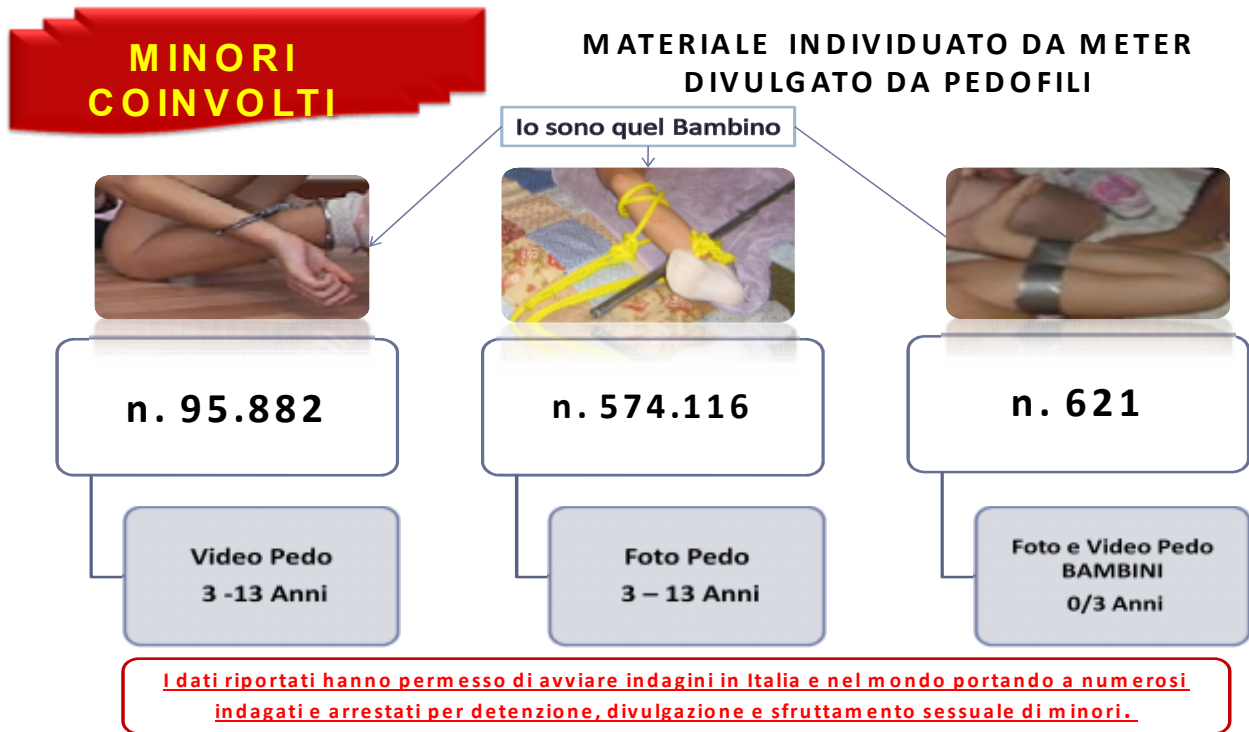 MINORI
COINVOLTI
MATERIALE INDIVIDUATO DA METER
DIVULGATO DA PEDOFILI
Io sono quel Bambino
n. 95.882
n. 574.116
n. 621
Video Pedo
3 -13 Anni
Foto Pedo
3 – 13 Anni
Foto e Video Pedo
BAMBINI
0/3 Anni
I dati riportati hanno permesso di avviare indagini in Italia e nel mondo portando a numerosi
indagati e arrestati per detenzione, divulgazione e sfruttamento sessuale di minori.